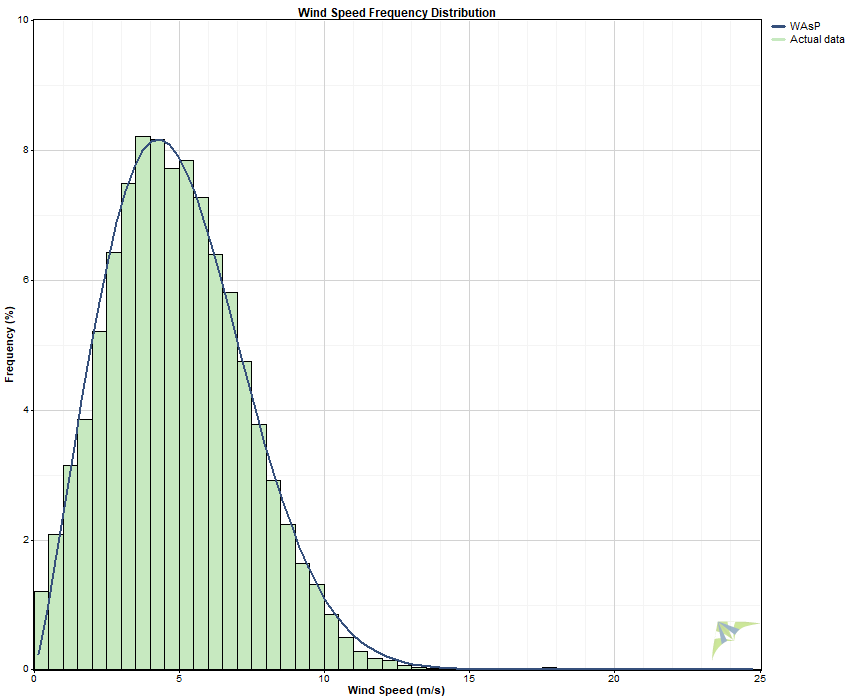 Wind Speed Frequency Distribution
WAsP
Actual data
10
8
6
4
2
0
Frequency (%)
0 5 10 15 20 25
Wind Speed (m/s)